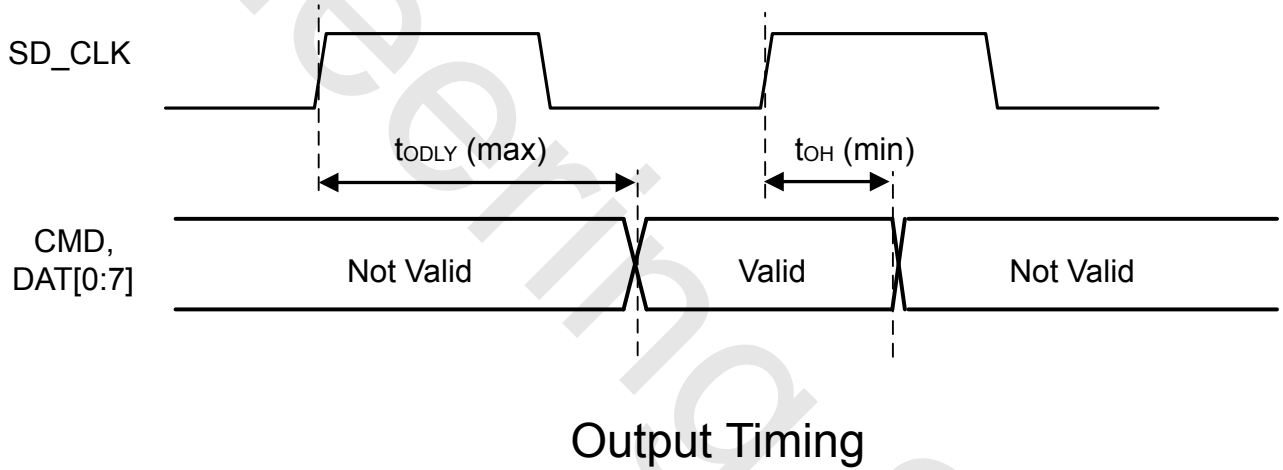 SD_CLK
tODLY (max)
tOH (min)
CMD,
DAT[0:7]
Not Valid
Valid
Not Valid
Output Timing